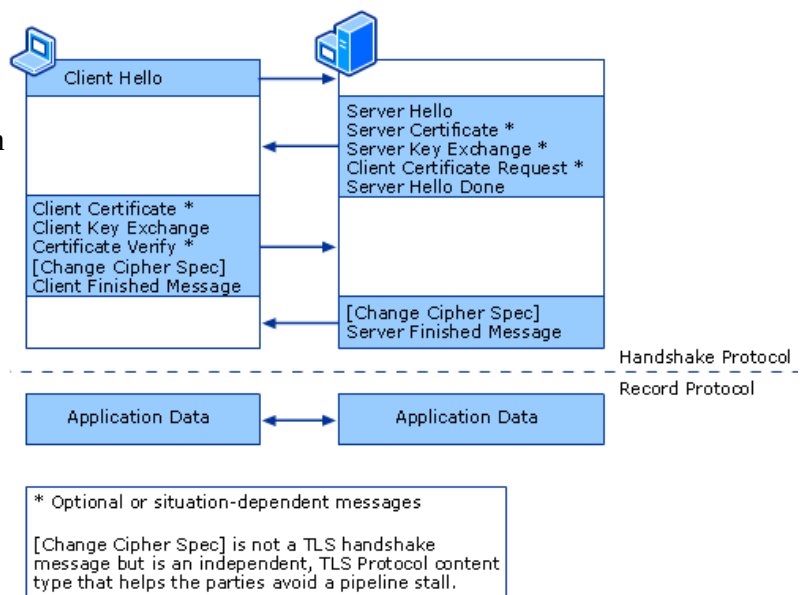 Client Hello
Server Hello
Server Certificate *
Server Key Exchange *
Client Certificate Request *
Server Hello Done
Client Certificate *
Client Key Exchange
Certificate Verify *
[Change Cipher Spec]
Client Finished Message
[Change Cipher Spec]
Server Finished Message
Handshake Protocol
Record Protocol
Application Data
Application Data
* Optional or situation-dependent messages
[Change Cipher Spec] is not a TLS handshake
message but is an independent, TLS Protocol content
type that helps the parties avoid a pipeline stall.